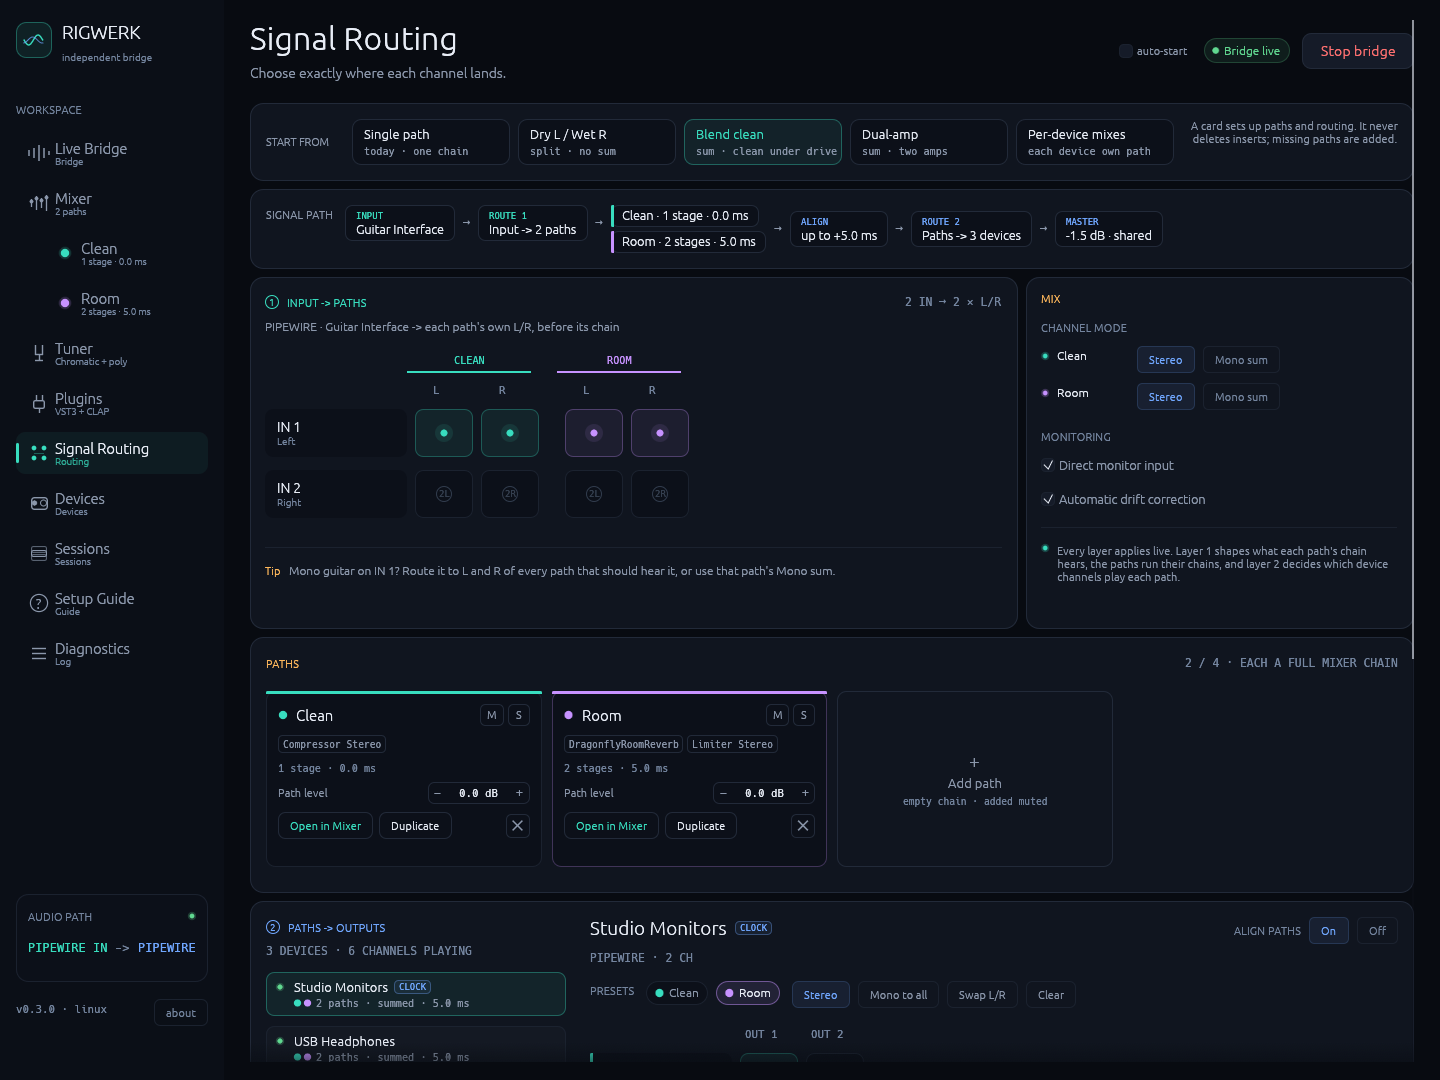 RIGWERK
independent bridge
WORKSPACE
Live Bridge
Bridge
Mixer
2 paths
Clean
1 stage · 0.0 ms
Room
2 stages · 5.0 ms
Tuner
Chromatic + poly
Plugins
VST3 + CLAP
Signal Routing
Routing
Devices
Devices
Sessions
Sessions
Setup Guide
Guide
Diagnostics
Log
AUDIO PATH
PIPEWIRE IN -> PIPEWIRE
v0.3.0 · linux
about
Signal Routing
Choose exactly where each channel lands.
auto-start
Bridge live
Stop bridge
START FROM
Single path
today · one chain
Dry L / Wet R
split · no sum
Blend clean
sum · clean under drive
Dual-amp
sum · two amps
Per-device mixes
each device own path
A card sets up paths and routing. It never
deletes inserts; missing paths are added.
SIGNAL PATH
INPUT
Guitar Interface
→
ROUTE 1
Input -> 2 paths
→
Clean · 1 stage · 0.0 ms
Room · 2 stages · 5.0 ms
→
ALIGN
up to +5.0 ms
→
ROUTE 2
Paths -> 3 devices
→
MASTER
-1.5 dB · shared
1 INPUT -> PATHS
2 IN → 2 × L/R
PIPEWIRE · Guitar Interface -> each path's own L/R, before its chain
CLEAN ROOM
L R L R
IN 1
Left
IN 2
Right
2L 2R 2L 2R
Tip Mono guitar on IN 1? Route it to L and R of every path that should hear it, or use that path's Mono sum.
MIX
CHANNEL MODE
Clean Stereo Mono sum
Room Stereo Mono sum
MONITORING
Direct monitor input
Automatic drift correction
Every layer applies live. Layer 1 shapes what each path's chain
hears, the paths run their chains, and layer 2 decides which device
channels play each path.
PATHS
2 / 4 · EACH A FULL MIXER CHAIN
Clean M S
Compressor Stereo
1 stage · 0.0 ms
Path level − 0.0 dB +
Open in Mixer Duplicate
Room M S
DragonflyRoomReverb Limiter Stereo
2 stages · 5.0 ms
Path level − 0.0 dB +
Open in Mixer Duplicate
+
Add path
empty chain · added muted
2 PATHS -> OUTPUTS
3 DEVICES · 6 CHANNELS PLAYING
Studio Monitors CLOCK
2 paths · summed · 5.0 ms
USB Headphones
2 paths · summed · 5.0 ms
Studio Monitors CLOCK
ALIGN PATHS On Off
PIPEWIRE · 2 CH
PRESETS Clean Room Stereo Mono to all Swap L/R Clear
OUT 1 OUT 2